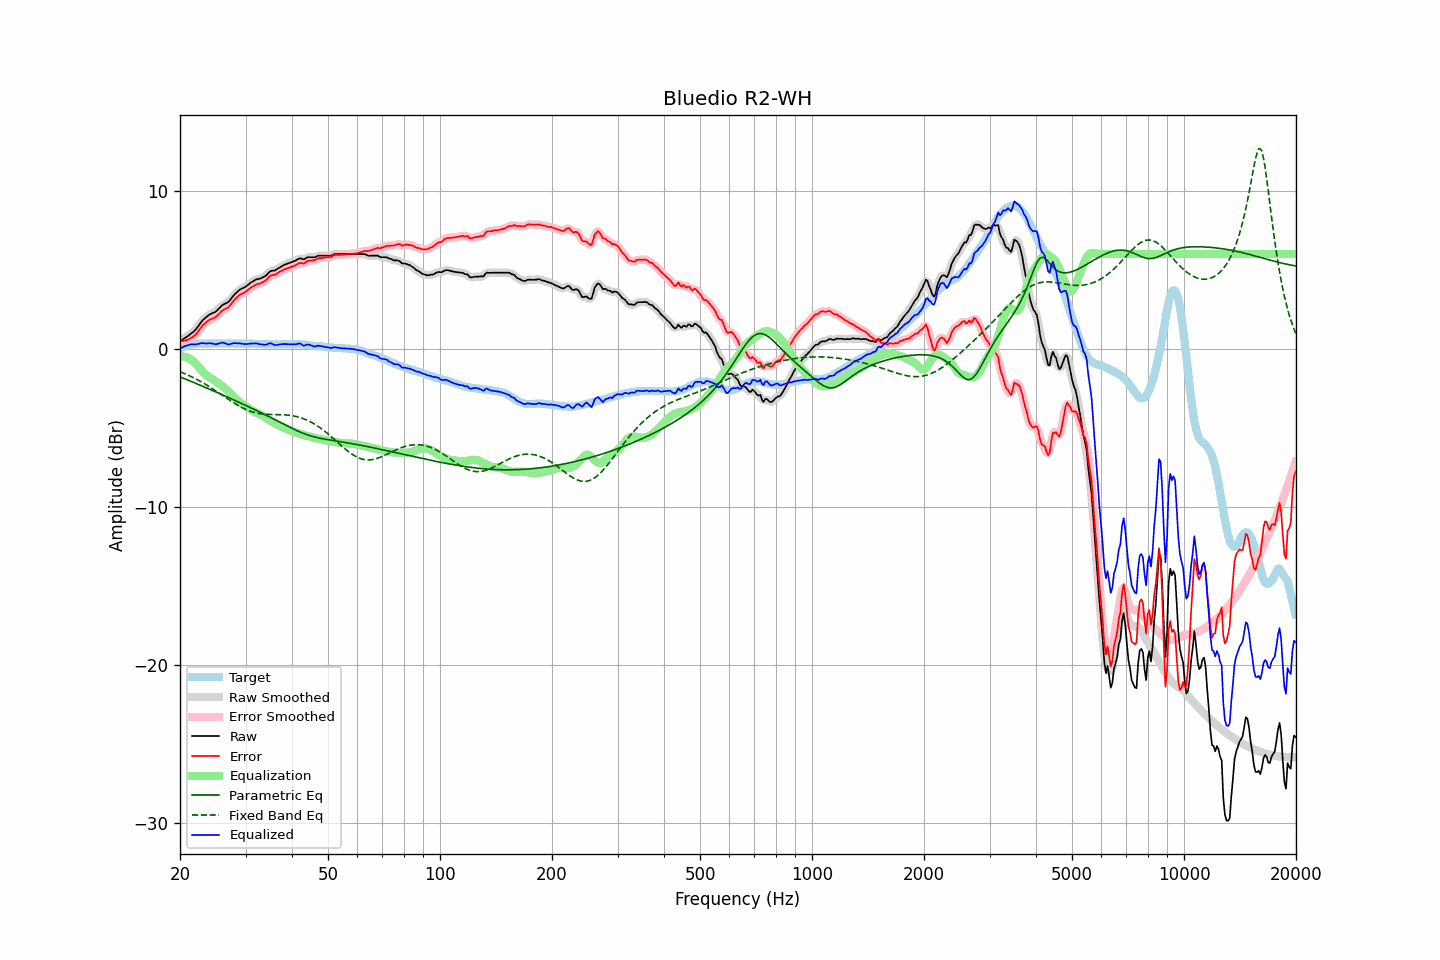 Bluedio R2-WH
Amplitude (dBr)
10
0
−10
−20
−30
Target
Raw Smoothed
Error Smoothed
Raw
Error
Equalization
Parametric Eq
Fixed Band Eq
Equalized
20 50 100 200 500 1000 2000 5000 10000 20000
Frequency (Hz)